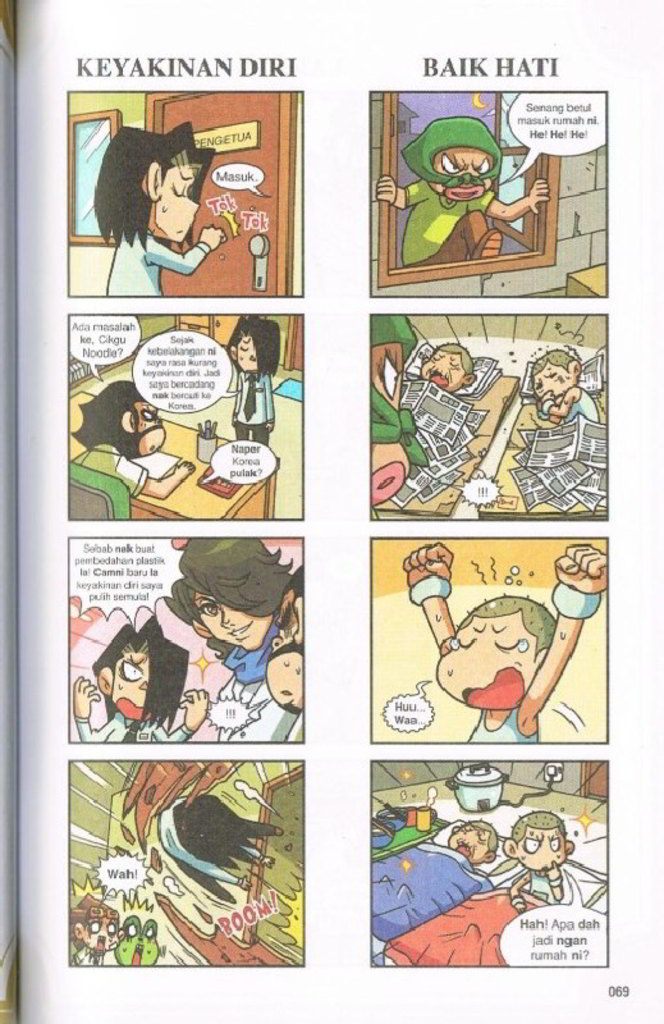 KEYAKINAN DIRI
PENGETUA
Masuk.
Tok
Tok
Ada masalah
ke, Cikgu
Noodle?
Sejak
kebelakangan ni
saya rasa kurang
keyakinan diri. Jadi
saya bercadang
nak bercuti ke
Korea.
Naper
Korea
pulak?
Sebab nak buat
pembedahan plastik
la! Camni baru la
keyakinan diri saya
pulih semula!
!!!
Wah!
BOOM!
BAIK HATI
Senang betul
masuk rumah ni.
He! He! He!
!!!
Huu...
Waa...
Hah! Apa dah
jadi ngan
rumah ni?
069